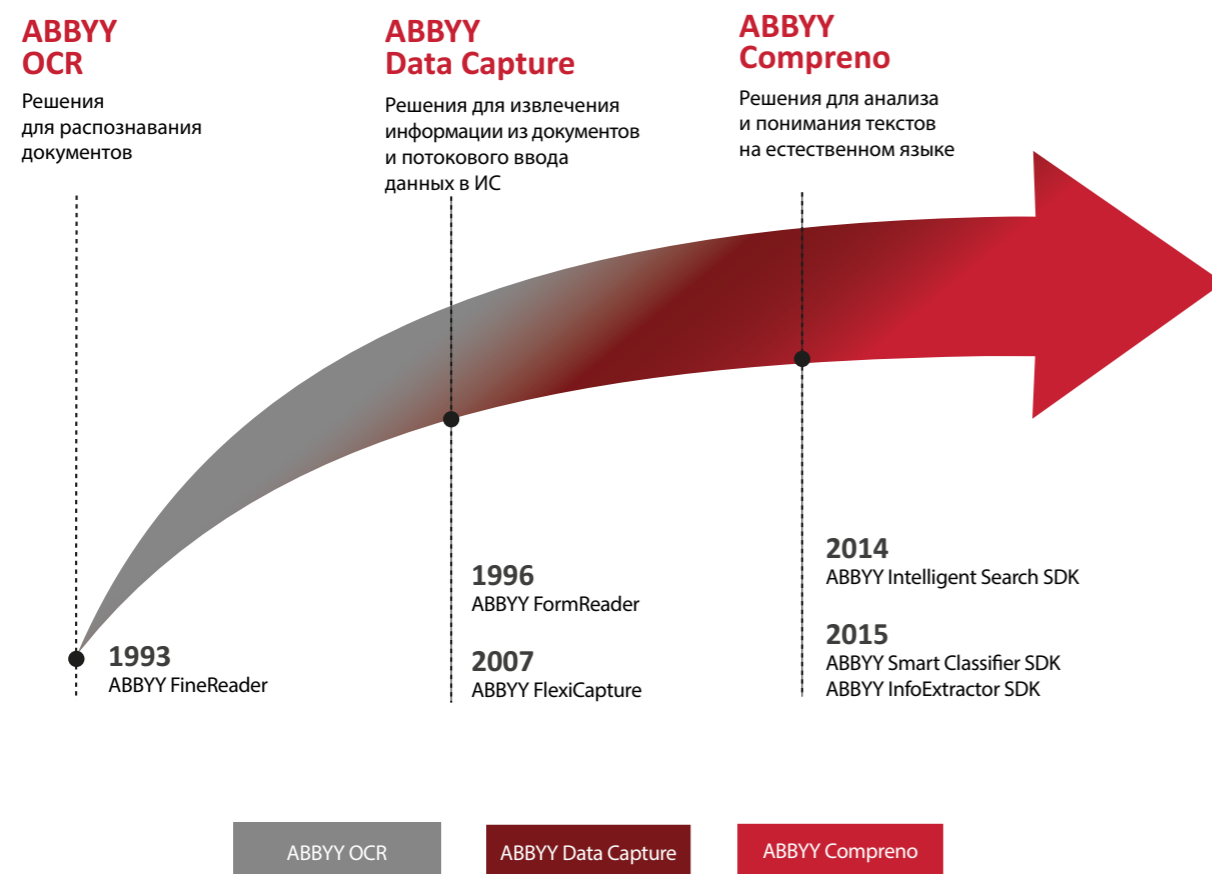 ABBYY
OCR
Решения
для распознавания
документов
ABBYY
Data Capture
Решения для извлечения
информации из документов
и потокового ввода
данных в ИС
ABBYY
Compreno
Решения для анализа
и понимания текстов
на естественном языке
1993
ABBYY FineReader
1996
ABBYY FormReader
2007
ABBYY FlexiCapture
2014
ABBYY Intelligent Search SDK
2015
ABBYY Smart Classifier SDK
ABBYY InfoExtractor SDK
ABBYY OCR
ABBYY Data Capture
ABBYY Compreno